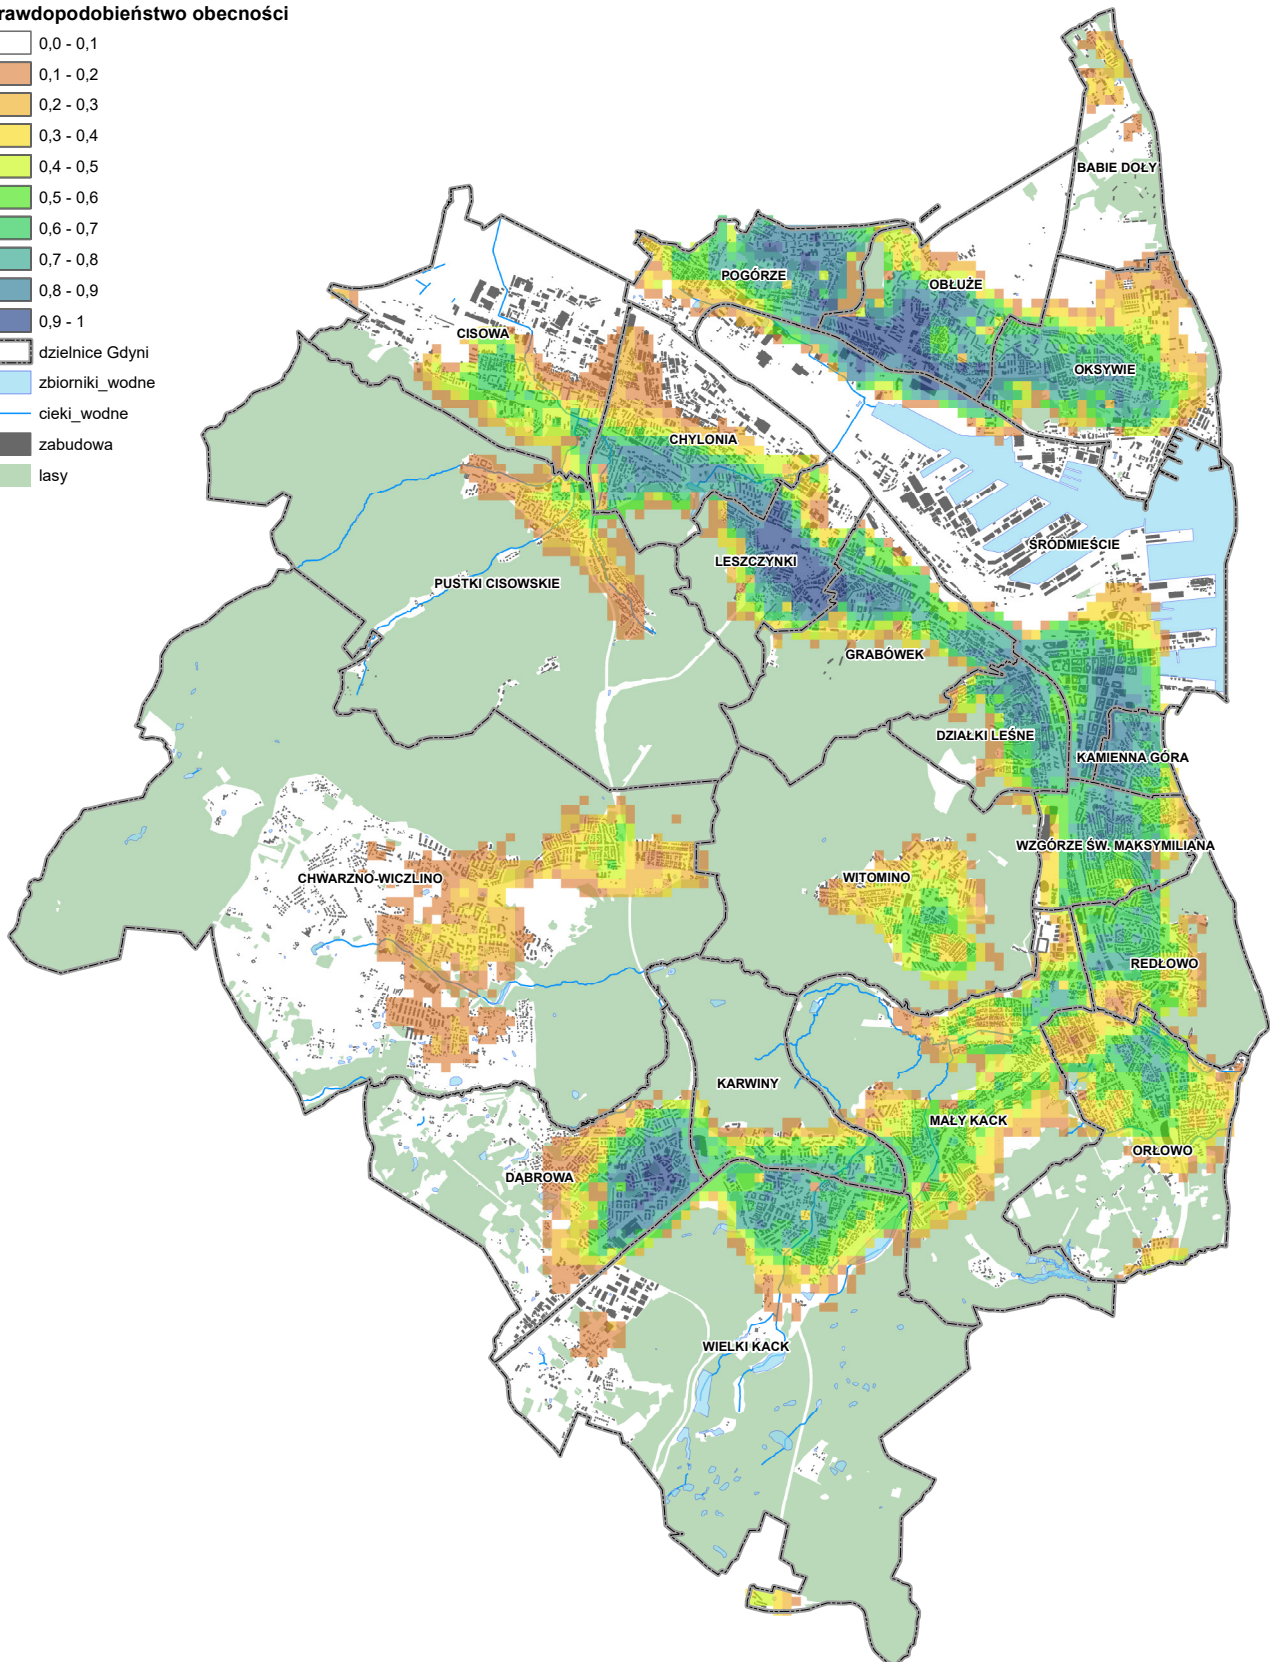 rawdopodobieństwo obecności
0,0 - 0,1
0,1 - 0,2
0,2 - 0,3
0,3 - 0,4
0,4 - 0,5
0,5 - 0,6
0,6 - 0,7
0,7 - 0,8
0,8 - 0,9
0,9 - 1
dzielnice Gdyni
zbiorniki_wodne
cieki_wodne
zabudowa
lasy
BABIE DOŁY
POGÓRZE
OBŁUŻE
CISOWA
OKSYWIE
CHYLONIA
ŚRÓDMIEŚCIE
LESZCZYNKI
PUSTKI CISOWSKIE
GRABÓWEK
DZIAŁKI LEŚNE
KAMIENNA GÓRA
WZGÓRZE ŚW. MAKSYMILIANA
CHWARZNO-WICZLINO
WITOMINO
REDŁOWO
KARWINY
MAŁY KACK
ORŁOWO
DĄBROWA
WIELKI KACK